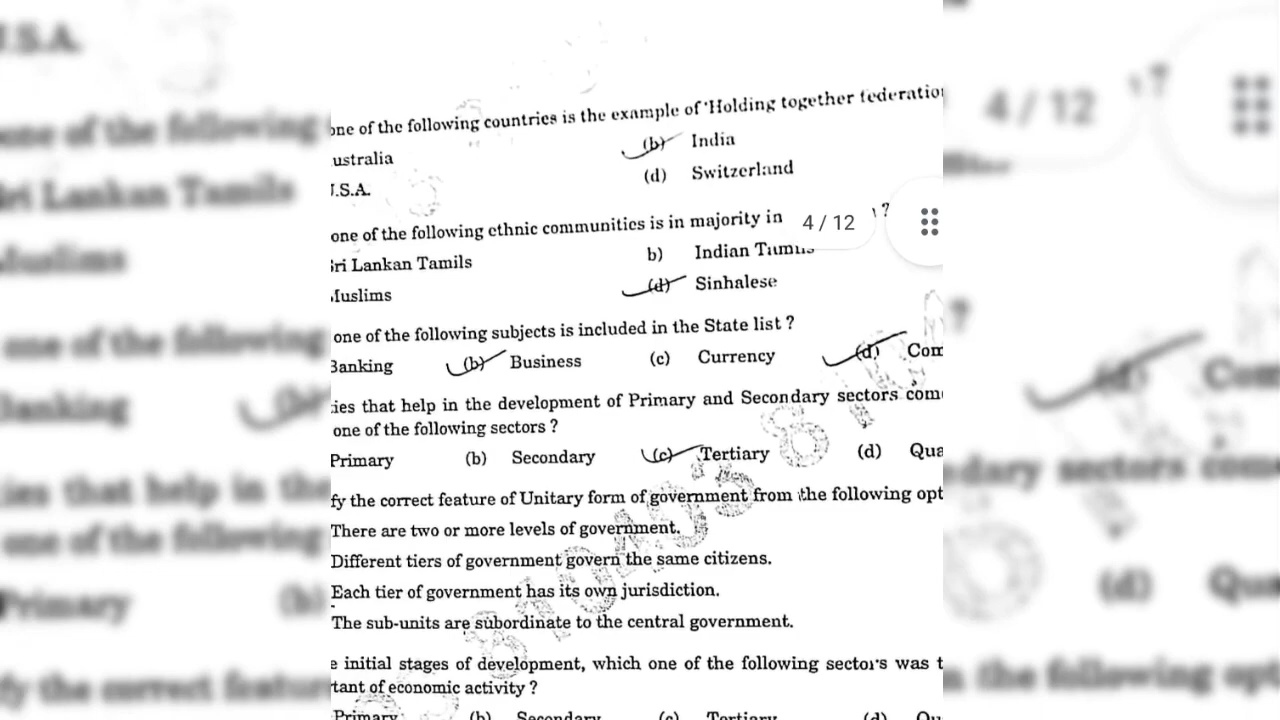 one of the following countries is the example of 'Holding together federation
ustralia (b) India
U.S.A. (d) Switzerland
one of the following ethnic communities is in majority in ?
4 / 12
Sri Lankan Tamils b) Indian Tamils
Muslims (d) Sinhalese
one of the following subjects is included in the State list ?
Banking (b) Business (c) Currency (d) Com
ies that help in the development of Primary and Secondary sectors com
one of the following sectors ?
Primary (b) Secondary (c) Tertiary (d) Qua
fy the correct feature of Unitary form of government from the following opt
There are two or more levels of government.
Different tiers of government govern the same citizens.
Each tier of government has its own jurisdiction.
The sub-units are subordinate to the central government.
e initial stages of development, which one of the following sectors was t
tant of economic activity ?
Primary (b) Secondary (c) Tertiary (d) Qu